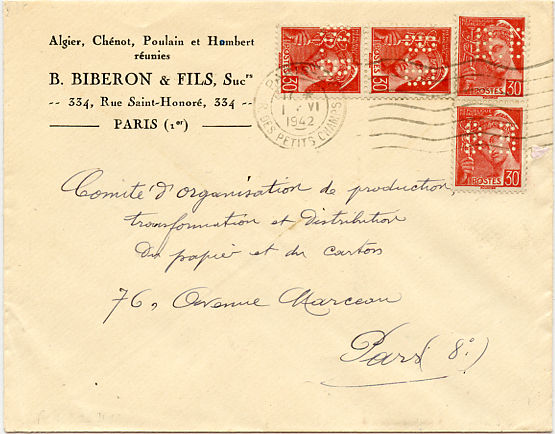 Algier, Chénot, Poulain et Humbert
réunies
B. BIBERON & FILS, Sucrs
-- 334, Rue Saint-Honoré, 334 --
PARIS (1er)
POSTES 30
POSTES 30
POSTES 30
POSTES 30
1 - VI
1942
R. DES PETITS CHAMPS
Comité d'organisation de production,
transformation et distribution
du papier et du carton
76, Avenue Marceau
Paris (8e)